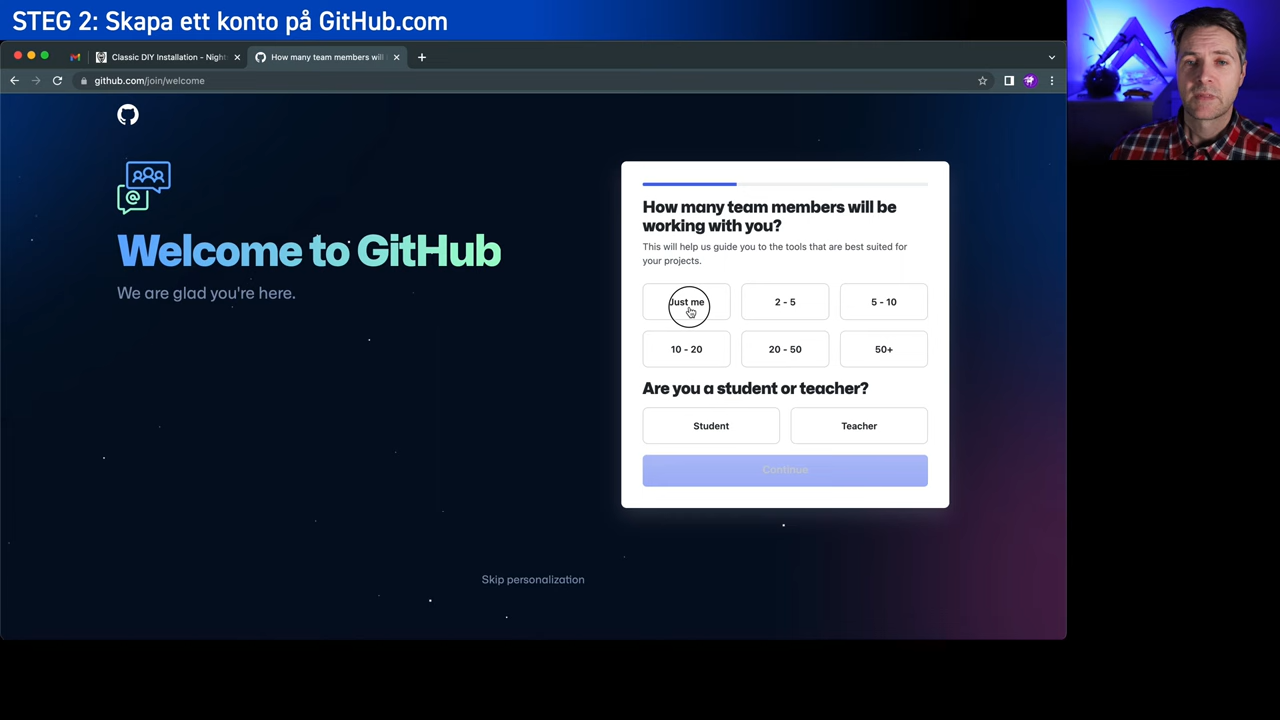 STEG 2: Skapa ett konto på GitHub.com
Classic DIY Installation - Night
How many team members will
github.com/join/welcome
Welcome to GitHub
We are glad you're here.
How many team members will be
working with you?
This will help us guide you to the tools that are best suited for
your projects.
Just me
2 - 5
5 - 10
10 - 20
20 - 50
50+
Are you a student or teacher?
Student
Teacher
Continue
Skip personalization